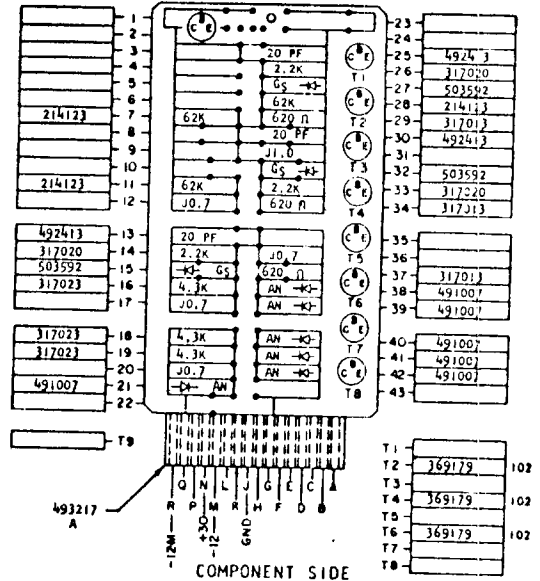 1
2
3
4
5
6
7 214123
8
9
10
11 214123
12
13 492413
14 317020
15 503592
16 317023
17
18 317023
19 317023
20
21 491007
22
T9
62K
62K
J0.7
20 PF
2.2K
GS
4.3K
J0.7
4.3K
4.3K
J0.7
AN
20 PF
2.2K
GS
62K
620 Ω
20 PF
J1.0
GS
2.2K
620 Ω
J0.7
620 Ω
AN
AN
AN
AN
AN
C B E
C B E
T1
C B E
T2
C B E
T3
C B E
T4
C B E
T5
C B E
T6
C B E
T7
C B E
T8
23
24
25 492413
26 317020
27 503592
28 214123
29 317013
30 492413
31
32 503592
33 317020
34 317313
35
36
37 317013
38 491007
39 491007
40 491007
41 491007
42 491007
43
T1
T2 369179 102
T3
T4 369179 102
T5
T6 369179 102
T7
T8
493217
A
R Q P N M L R J H G F E D C B A
-12M
+30
-12
GND
COMPONENT SIDE